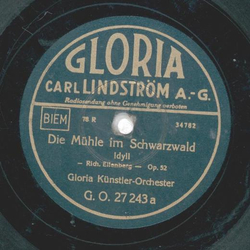 GLORIA
CARL LINDSTRÖM A.-G.
Radiosendung ohne Genehmigung verboten
BIEM
78 R
34782
Die Mühle im Schwarzwald
Idyll
— Rich. Eilenberg — Op. 52
Gloria Künstler-Orchester
G. O. 27 243 a